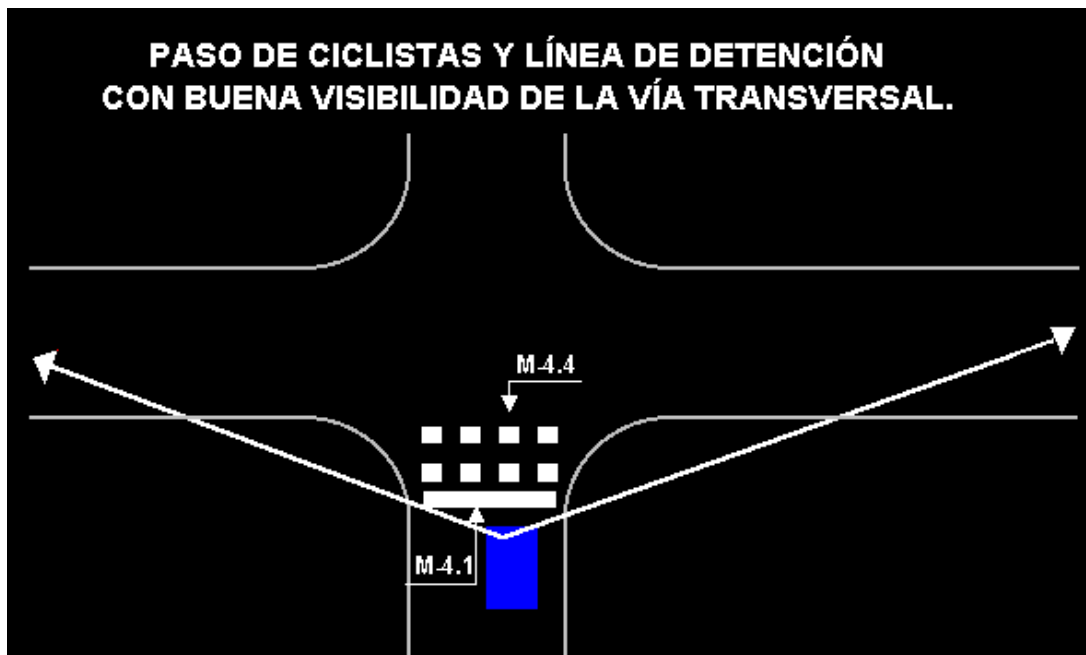 PASO DE CICLISTAS Y LÍNEA DE DETENCIÓN
CON BUENA VISIBILIDAD DE LA VÍA TRANSVERSAL.
M-4.4
M-4.1